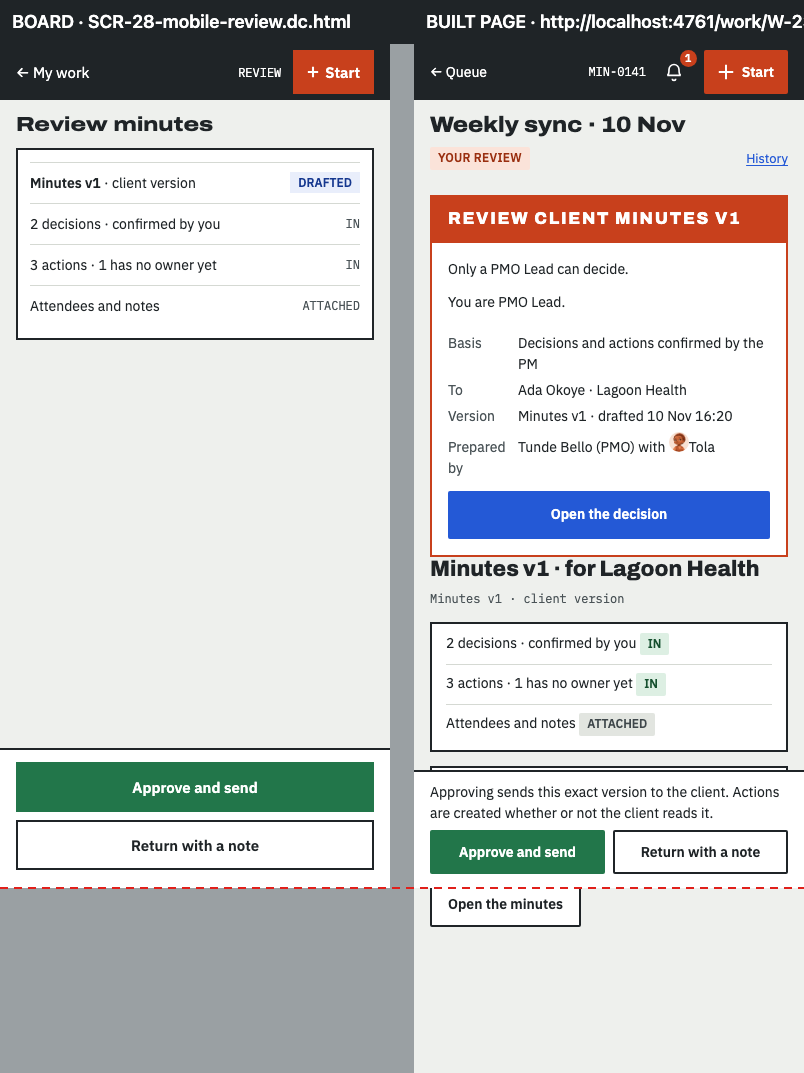 BOARD · SCR-28-mobile-review.dc.html
← My work
REVIEW
+ Start
Review minutes
Minutes v1 · client version
DRAFTED
2 decisions · confirmed by you
IN
3 actions · 1 has no owner yet
IN
Attendees and notes
ATTACHED
Approve and send
Return with a note
BUILT PAGE · http://localhost:4761/work/W-2
← Queue
MIN-0141
1
+ Start
Weekly sync · 10 Nov
YOUR REVIEW
History
REVIEW CLIENT MINUTES V1
Only a PMO Lead can decide.
You are PMO Lead.
Basis
Decisions and actions confirmed by the
PM
To
Ada Okoye · Lagoon Health
Version
Minutes v1 · drafted 10 Nov 16:20
Prepared
by
Tunde Bello (PMO) with Tola
Open the decision
Minutes v1 · for Lagoon Health
Minutes v1 · client version
2 decisions · confirmed by you IN
3 actions · 1 has no owner yet IN
Attendees and notes ATTACHED
Approving sends this exact version to the client. Actions
are created whether or not the client reads it.
Approve and send
Return with a note
Open the minutes